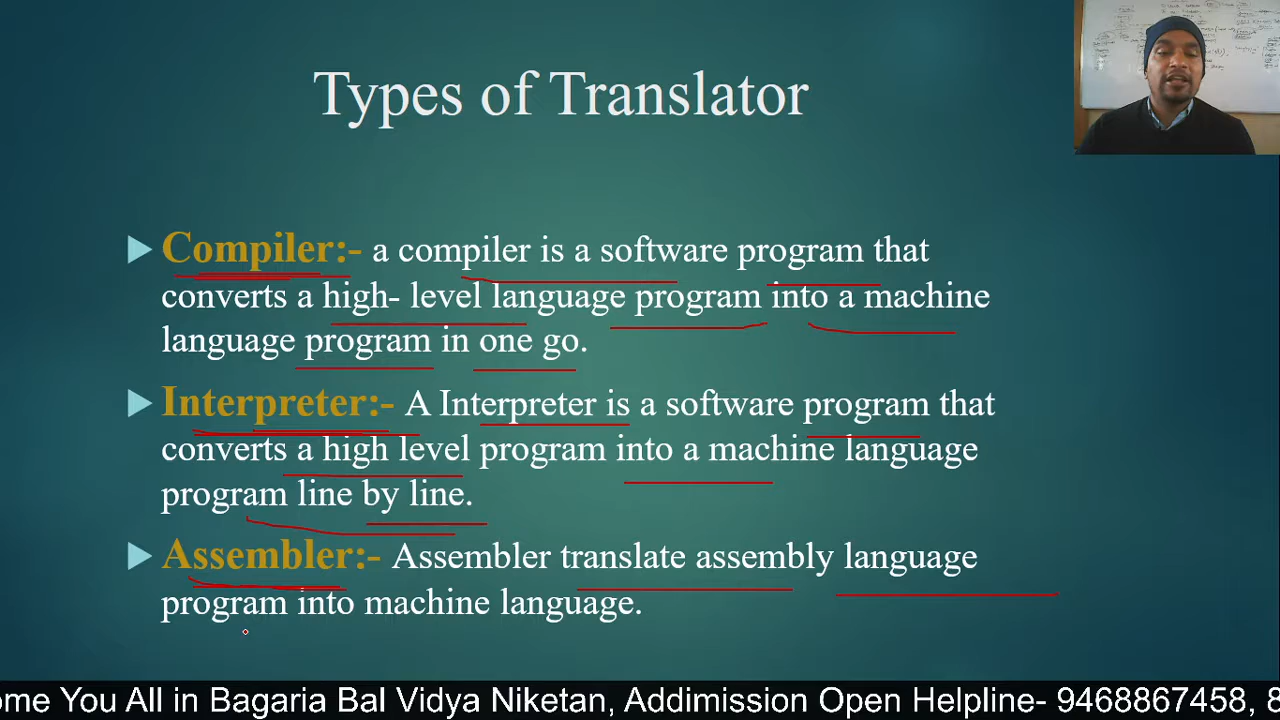 Types of Translator
Compiler:- a compiler is a software program that
converts a high- level language program into a machine
language program in one go.
Interpreter:- A Interpreter is a software program that
converts a high level program into a machine language
program line by line.
Assembler:- Assembler translate assembly language
program into machine language.
ome You All in Bagaria Bal Vidya Niketan, Addimission Open Helpline- 9468867458, 8